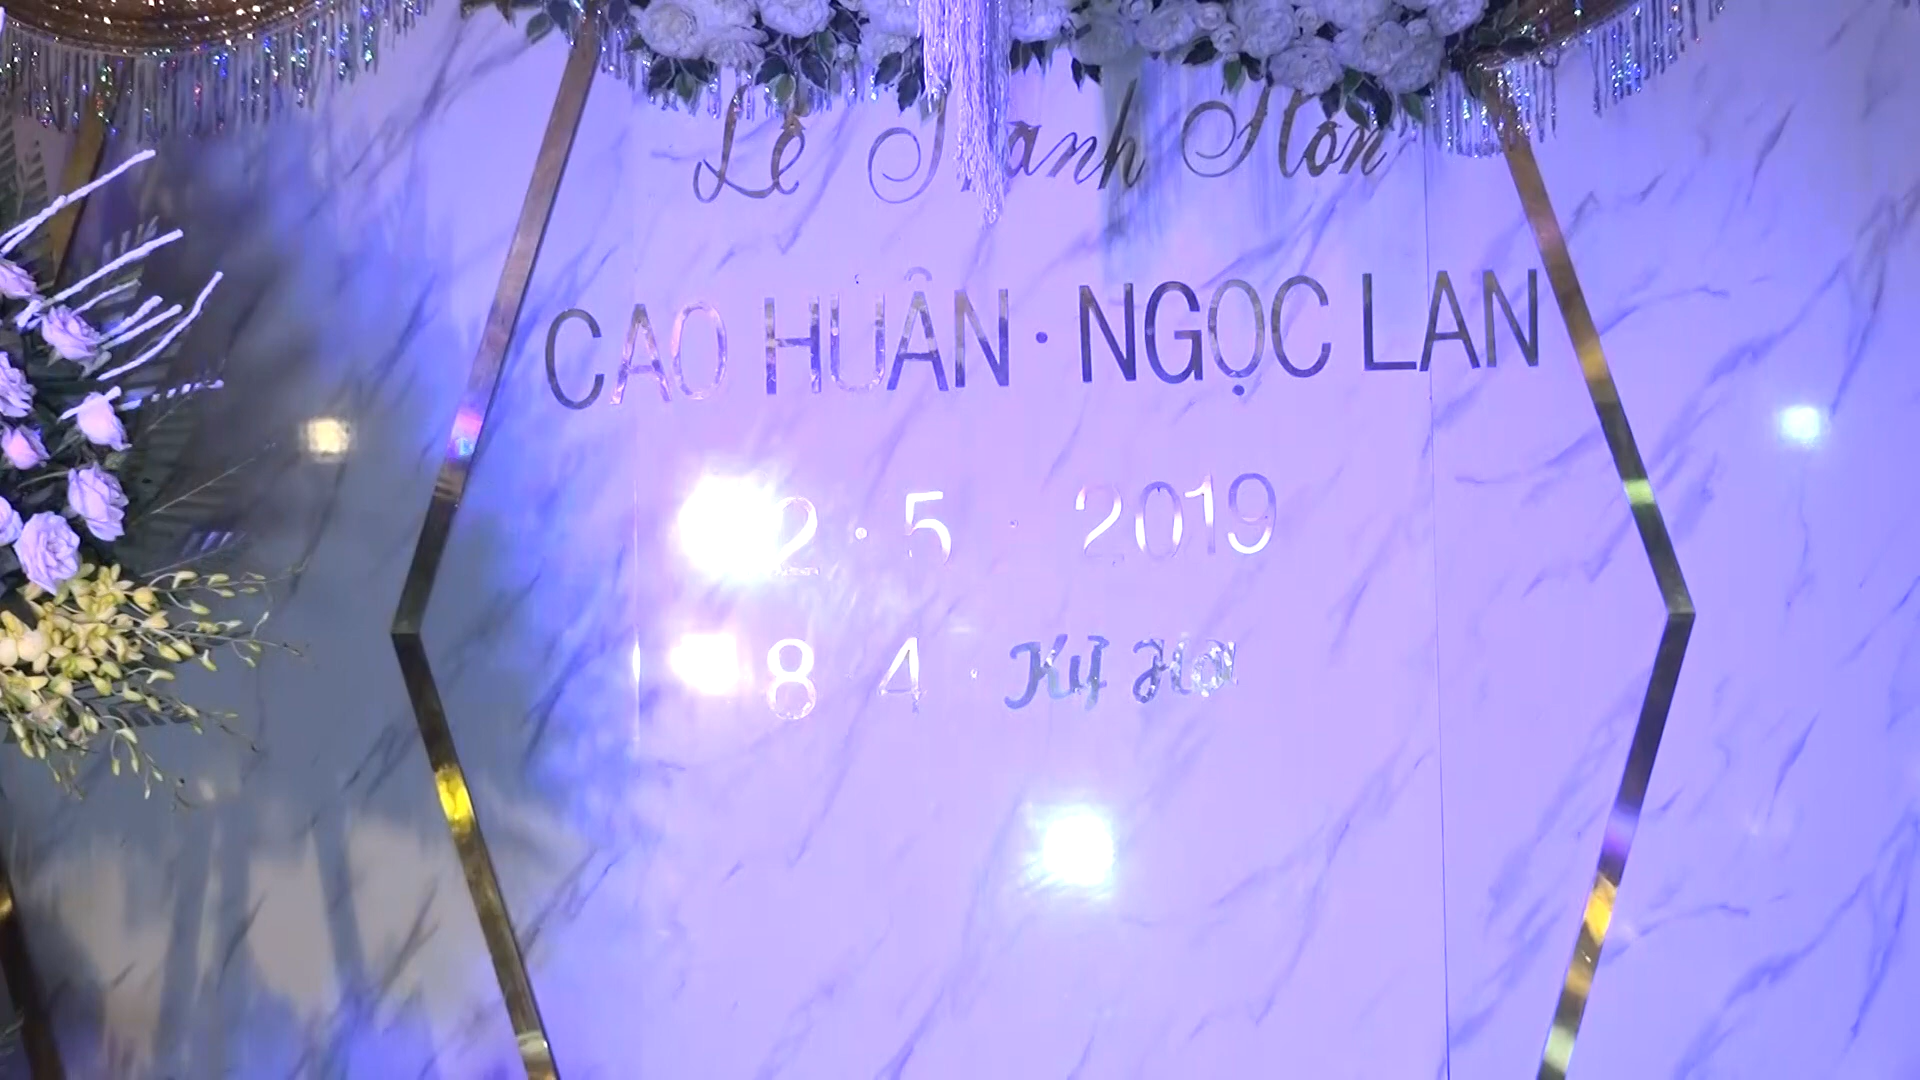 Lễ Thành Hôn
CAO HUÂN · NGỌC LAN
2 · 5 · 2019
8 · 4 · Kỷ Hợi